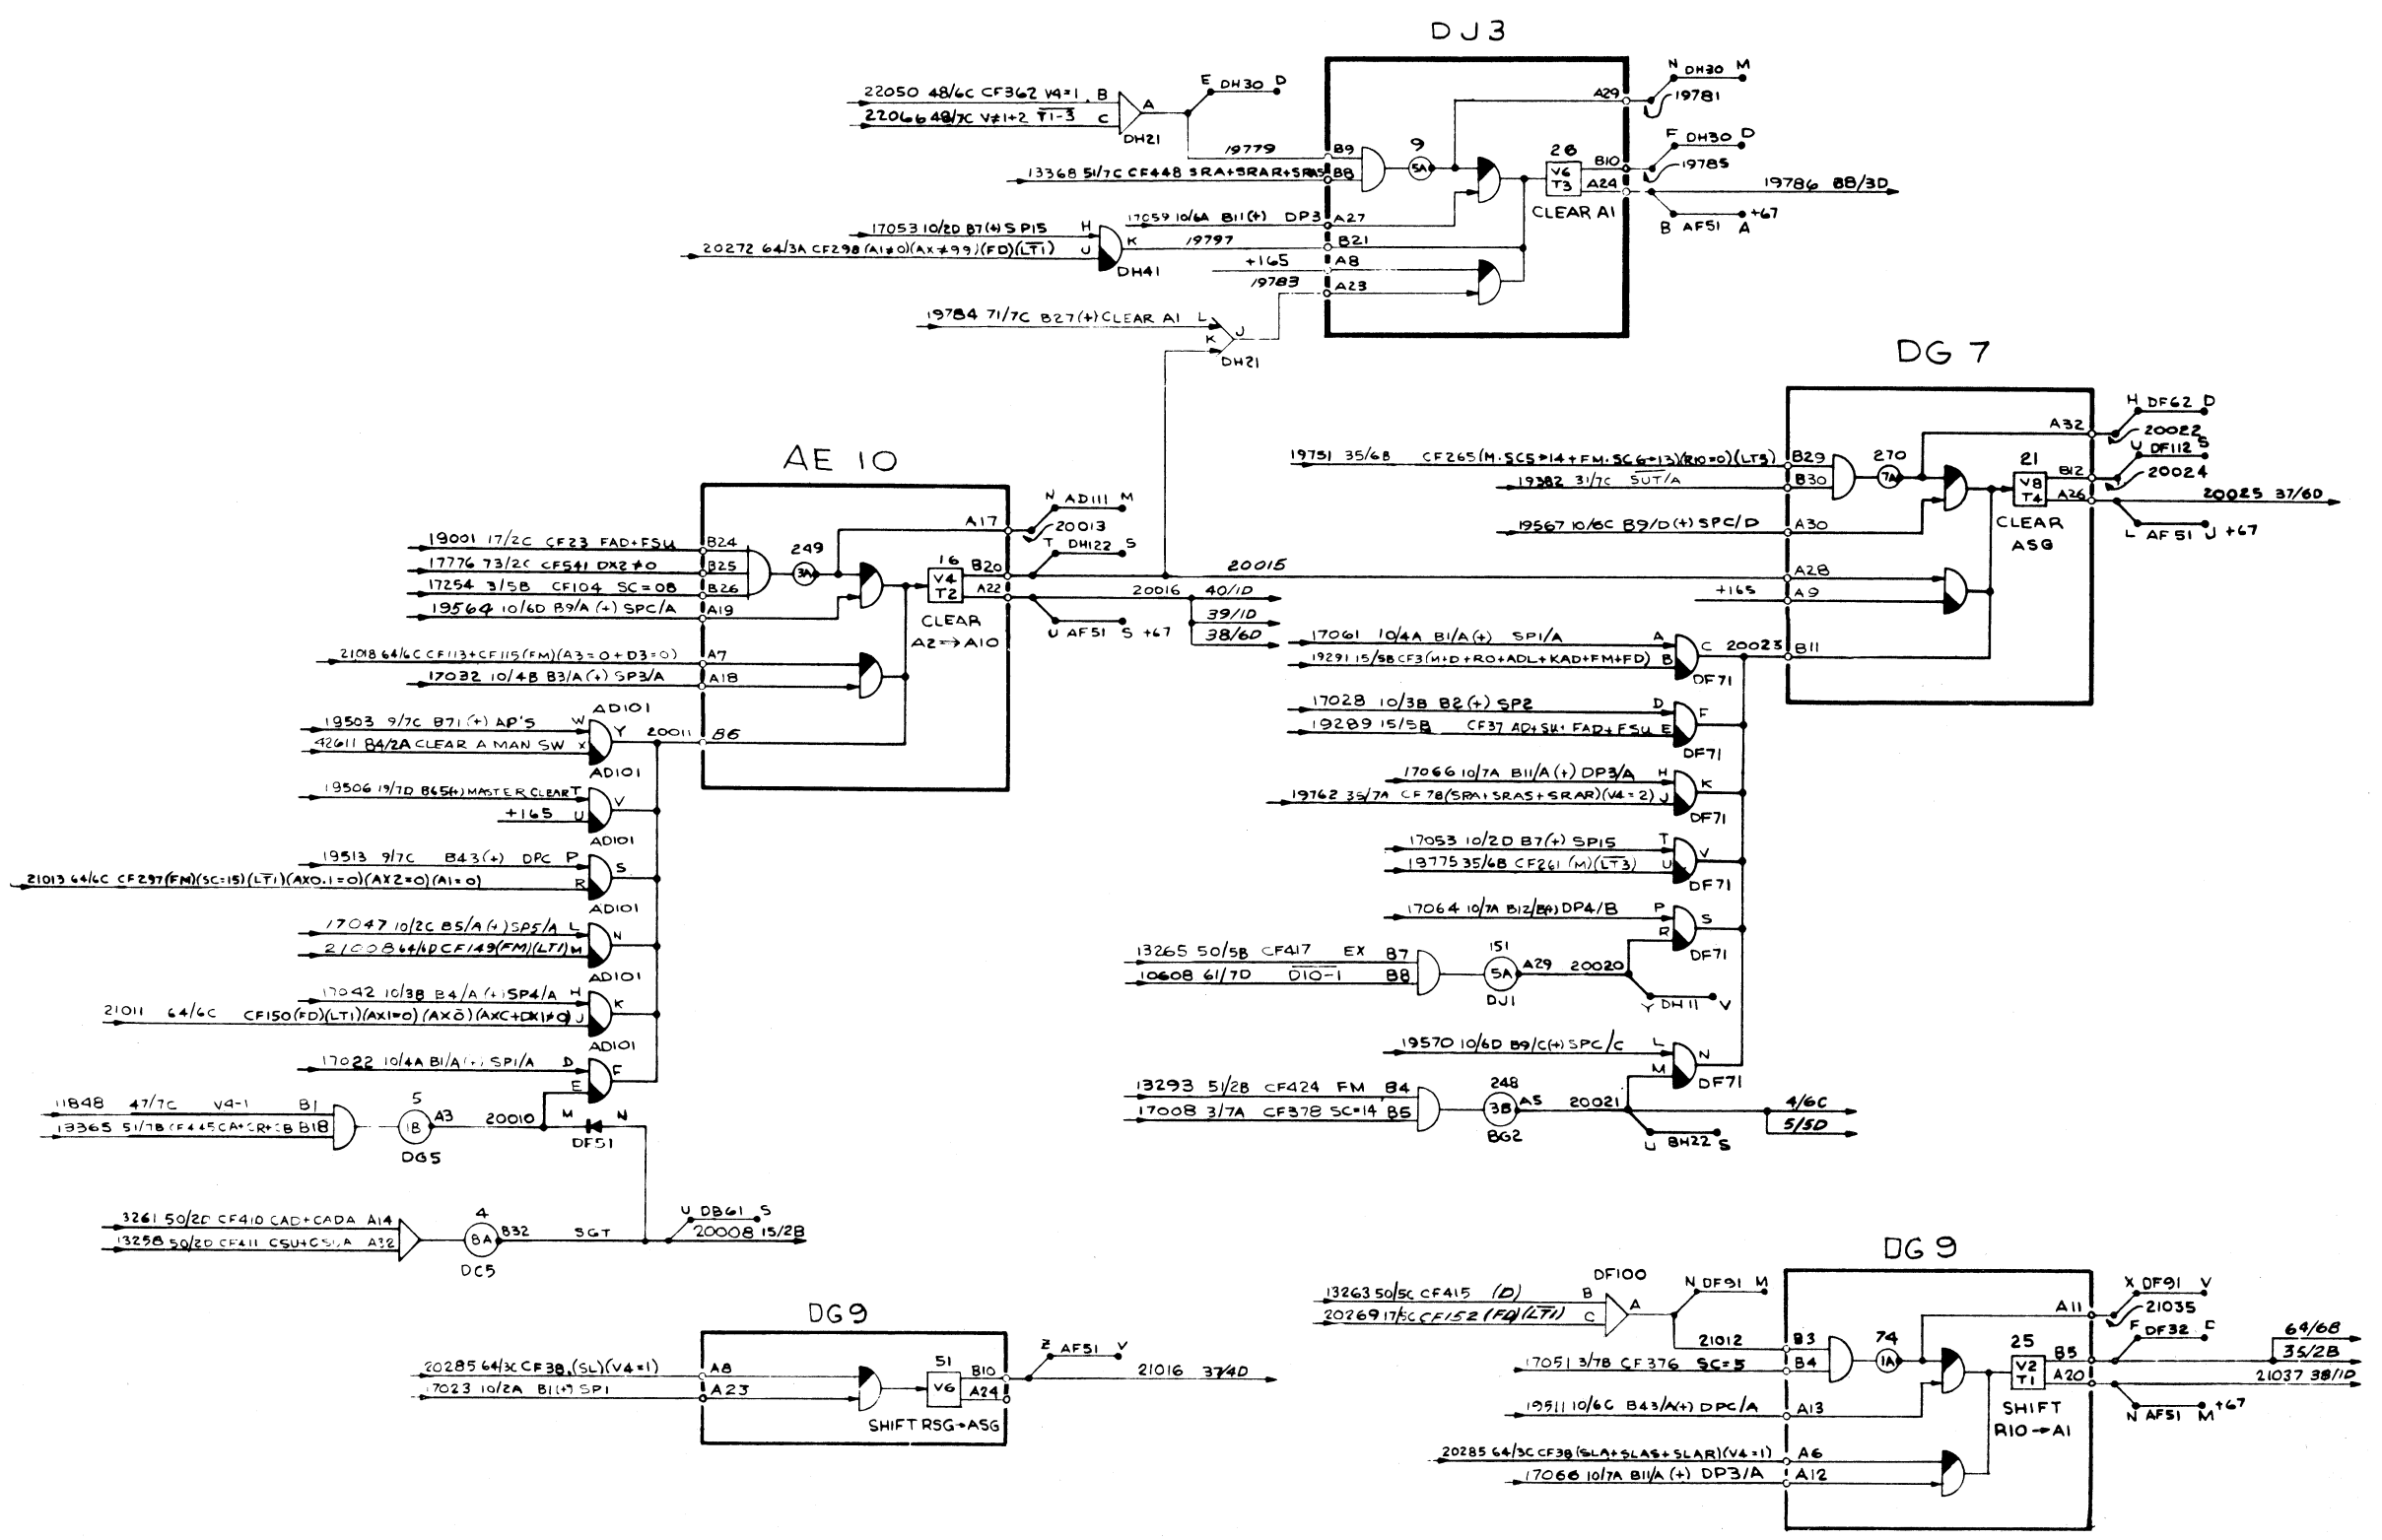 DJ3
22050 48/6C CF362 V4=1 B
22066 48/7C V≠1+2 T1-3 C
A
DH21
E DH30 D
19779 B9
13368 51/7C CF448 SRA+SRAR+SRAS B8
9
5A
A29
N DH30 M
19781
26
V6
T3
B10
A24
F DH30 D
19785
CLEAR A1
19786 88/3D
B AF51 A +67
17059 10/6A B11(+) DP3 A27
17053 10/2D B7(+) SP15 H
20272 64/3A CF298 (A1≠0)(AX≠99)(FD)(LT1) J
K
DH41
19797 B21
+165 A8
19783 A23
19784 71/7C B27(+) CLEAR A1 L
K
J
DH21
DG 7
19751 35/6B CF265 (M·SC5→14+FM·SC6→13)(R10=0)(LT3) B29
19382 31/7C SUT/A B30
270
7A
A32
H DF62 D
20022
U DF112 S
20024
21
V8
T4
B12
A26
20025 37/6D
CLEAR
ASG
L AF51 J +67
19567 10/6C B9/D(+) SPC/D A30
A28
+165 A9
20023 B11
AE 10
19001 17/2C CF23 FAD+FSU B24
17776 73/2C CF541 DX2≠0 B25
17254 3/5B CF104 SC=08 B26
19564 10/6D B9/A (+) SPC/A A19
249
3A
A17
N AD111 M
20013
T DH122 S
16
V4
T2
B20
A22
20015
CLEAR
A2→A10
20016 40/1D
39/1D
38/6D
U AF51 S +67
21018 64/6C CF113+CF115(FM)(A3=0+D3=0) A7
17032 10/4B B3/A(+) SP3/A A18
AD101
19503 9/7C B71(+) AP'S W
42611 84/2A CLEAR A MAN SW X
Y
20011 B6
AD101
19506 19/7D B65(+) MASTER CLEAR T
+165 U
V
AD101
19513 9/7C B43(+) DPC P
21013 64/6C CF297(FM)(SC=15)(LT1)(AX0,1=0)(AX2=0)(A1=0) R
S
AD101
17047 10/2C B5/A(+) SP5/A L
21008 64/6D CF149(FM)(LT1) M
N
AD101
17042 10/3B B4/A (+) SP4/A H
21011 64/6C CF150(FD)(LT1)(AX1=0)(AX0)(AXC+DX1≠0) J
K
AD101
17022 10/4A B1/A(+) SP1/A D
E
F
11848 47/7C V4-1 B1
13365 51/7B CF445 CA+CR+CB B18
5
1B
DG5
A3 20010
M N
DF51
3261 50/2D CF410 CAD+CADA A14
13258 50/2D CF411 CSU+CSUA A32
4
8A
DC5
B32 SGT
U DB61 S
20008 15/2B
17061 10/4A B1/A(+) SP1/A A
19291 15/5B CF3(M+D+RO+ADL+KAD+FM+FD) B
C
DF71
17028 10/3B B2(+) SP2 D
19289 15/5B CF37 AD+SU+FAD+FSU E
F
DF71
17066 10/7A B11/A(+) DP3/A H
19762 35/7A CF78(SRA+SRAS+SRAR)(V4=2) J
K
DF71
17053 10/2D B7(+) SP15 T
19775 35/6B CF261 (M)(LT3) U
V
DF71
17064 10/7A B12/B(+) DP4/B P
R
S
DF71
13265 50/5B CF417 EX B7
10608 61/7D D10-1 B8
151
5A
DJ1
A29 20020
Y DH11 V
19570 10/6D B9/C(+) SPC/C L
M
N
DF71
13293 51/2B CF424 FM B4
17008 3/7A CF378 SC=14 B5
248
3B
BG2
A5 20021
4/6C
5/5D
U BH22 S
DG9
20285 64/3C CF38 (SL)(V4=1) A8
17023 10/2A B1(+) SP1 A23
51
V6
B10
A24
Z AF51 V
21016 37/4D
SHIFT RSG→ASG
DG9
DF100
13263 50/5C CF415 (D) B
20269 17/5C CF152 (FD)(LT1) C
A
N DF91 M
21012 B3
17051 3/7B CF376 SC=5 B4
74
1A
A11
X DF91 V
21035
F DF32 D
25
V2
T1
B5
A20
64/6B
35/2B
21037 38/1D
N AF51 M +67
SHIFT
R10→A1
19511 10/6C B43/A(+) DPC/A A13
20285 64/3C CF38 (SLA+SLAS+SLAR)(V4=1) A6
17066 10/7A B11/A (+) DP3/A A12